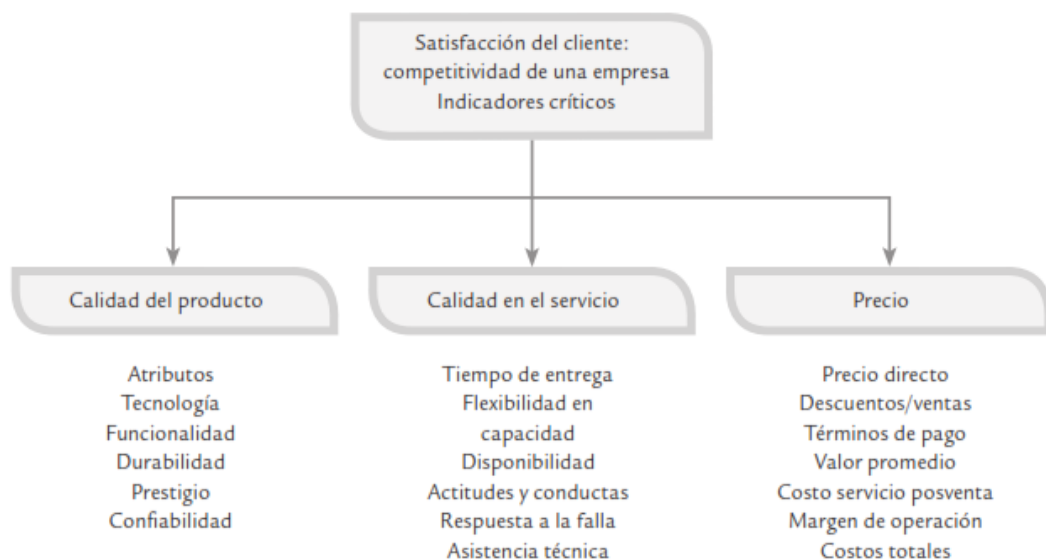 Satisfacción del cliente:
competitividad de una empresa
Indicadores críticos
Calidad del producto
Atributos
Tecnología
Funcionalidad
Durabilidad
Prestigio
Confiabilidad
Calidad en el servicio
Tiempo de entrega
Flexibilidad en
capacidad
Disponibilidad
Actitudes y conductas
Respuesta a la falla
Asistencia técnica
Precio
Precio directo
Descuentos/ventas
Términos de pago
Valor promedio
Costo servicio posventa
Margen de operación
Costos totales